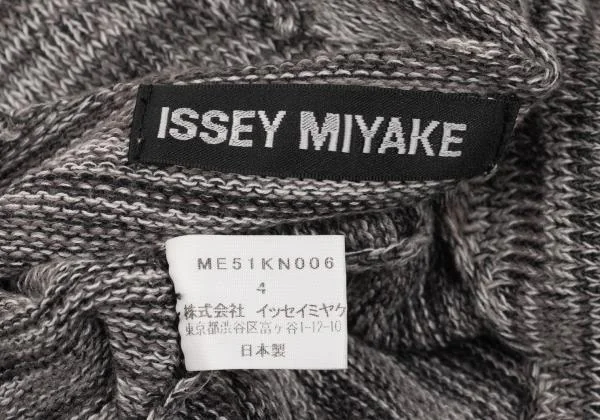 ISSEY MIYAKE
ME51KN006
4
株式会社 イッセイミヤケ
東京都渋谷区富ヶ谷1-12-10
日本製